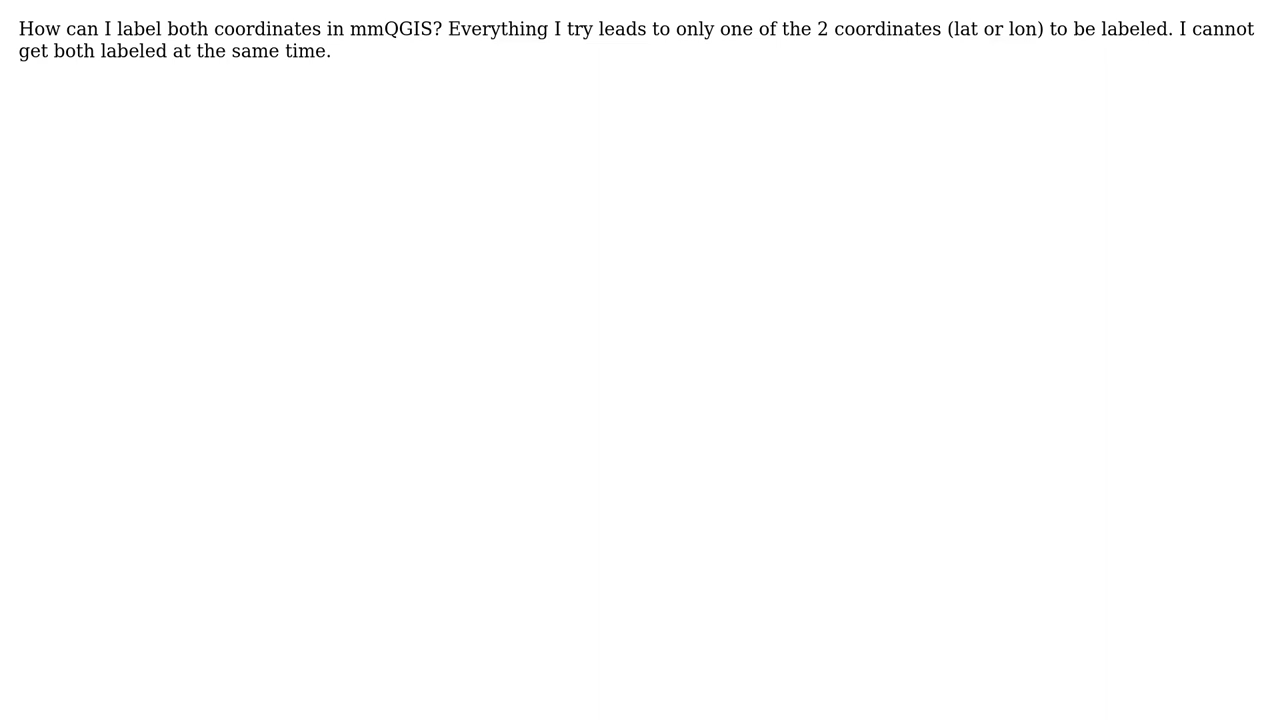 How can I label both coordinates in mmQGIS? Everything I try leads to only one of the 2 coordinates (lat or lon) to be labeled. I cannot
get both labeled at the same time.